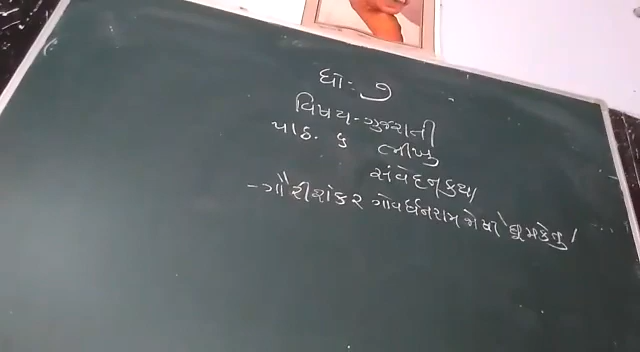 ધો-૭
વિષય-ગુજરાતી
પાઠ. ૬ ભીખુ
સંવેદનકથા
-ગૌરીશંકર ગોવર્ધનરામ જોષી 'ધૂમકેતુ'